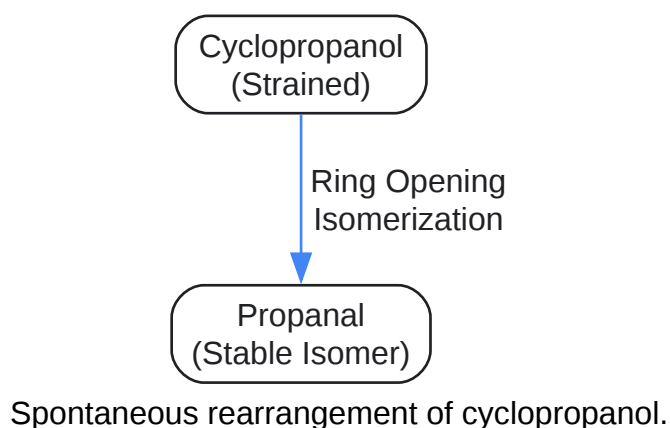 Cyclopropanol
(Strained)
Ring Opening
Isomerization
Propanal
(Stable Isomer)
Spontaneous rearrangement of cyclopropanol.